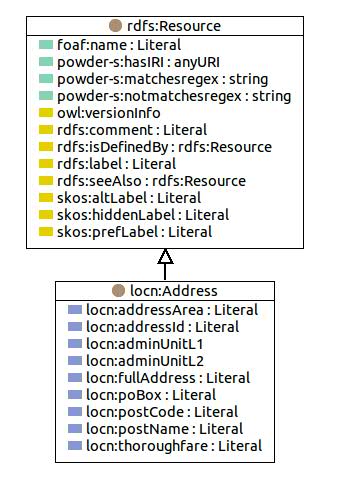 rdfs:Resource
foaf:name : Literal
powder-s:hasIRI : anyURI
powder-s:matchesregex : string
powder-s:notmatchesregex : string
owl:versionInfo
rdfs:comment : Literal
rdfs:isDefinedBy : rdfs:Resource
rdfs:label : Literal
rdfs:seeAlso : rdfs:Resource
skos:altLabel : Literal
skos:hiddenLabel : Literal
skos:prefLabel : Literal
locn:Address
locn:addressArea : Literal
locn:addressId : Literal
locn:adminUnitL1
locn:adminUnitL2
locn:fullAddress : Literal
locn:poBox : Literal
locn:postCode : Literal
locn:postName : Literal
locn:thoroughfare : Literal